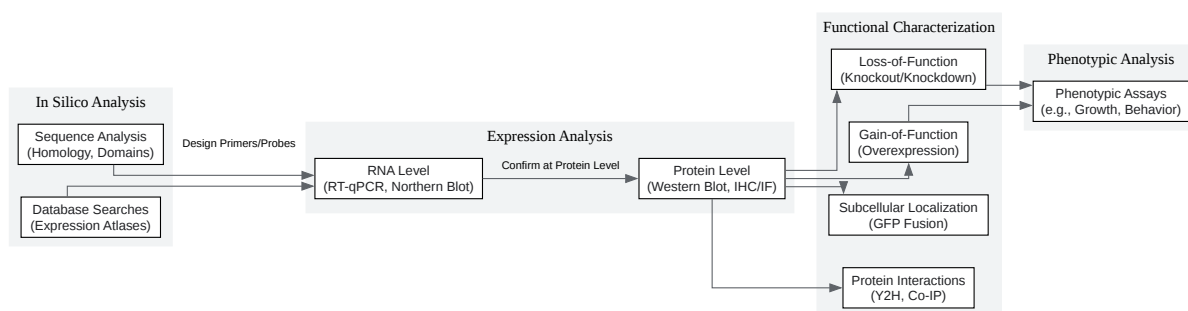 In Silico Analysis
Sequence Analysis
(Homology, Domains)
Database Searches
(Expression Atlases)
Design Primers/Probes
Expression Analysis
RNA Level
(RT-qPCR, Northern Blot)
Confirm at Protein Level
Protein Level
(Western Blot, IHC/IF)
Functional Characterization
Loss-of-Function
(Knockout/Knockdown)
Gain-of-Function
(Overexpression)
Subcellular Localization
(GFP Fusion)
Protein Interactions
(Y2H, Co-IP)
Phenotypic Analysis
Phenotypic Assays
(e.g., Growth, Behavior)